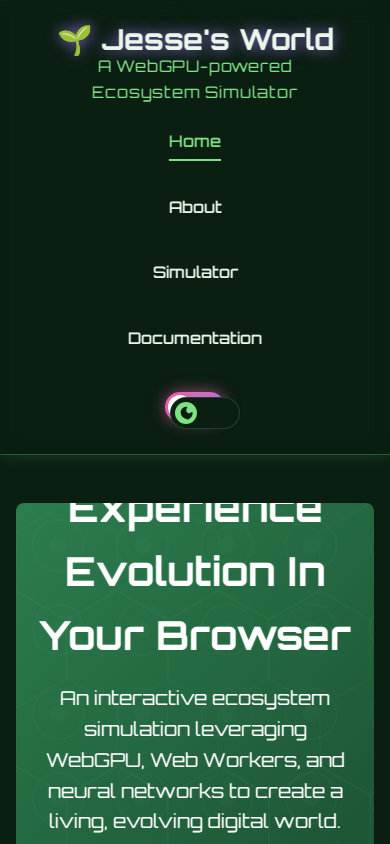 🌱 Jesse's World
A WebGPU-powered
Ecosystem Simulator
Home
About
Simulator
Documentation
Experience
Evolution In
Your Browser
An interactive ecosystem
simulation leveraging
WebGPU, Web Workers, and
neural networks to create a
living, evolving digital world.